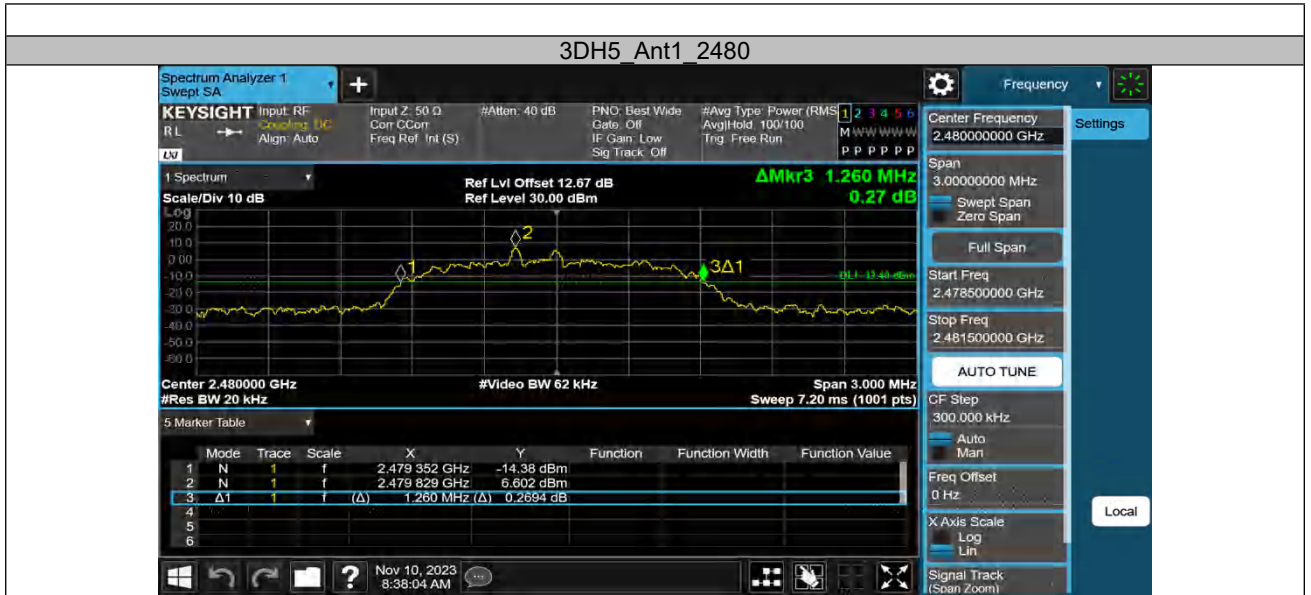 3DH5_Ant1_2480
Spectrum Analyzer 1
Swept SA
+
Frequency
KEYSIGHT
RL
LXI
Input: RF
Coupling: DC
Align: Auto
Input Z: 50 Ω
Corr CCorr
Freq Ref: Int (S)
#Atten: 40 dB
PNO: Best Wide
Gate: Off
IF Gain: Low
Sig Track: Off
#Avg Type: Power (RMS
Avg|Hold: 100/100
Trig: Free Run
1 2 3 4 5 6
M W W W W W
P P P P P P
1 Spectrum
Scale/Div 10 dB
Ref Lvl Offset 12.67 dB
Ref Level 30.00 dBm
ΔMkr3 1.260 MHz
0.27 dB
Log
20.0
10.0
0.00
-10.0
-20.0
-30.0
-40.0
-50.0
-60.0
1
2
3Δ1
DL1 -13.40 dBm
Center 2.480000 GHz
#Res BW 20 kHz
#Video BW 62 kHz
Span 3.000 MHz
Sweep 7.20 ms (1001 pts)
5 Marker Table
Mode Trace Scale X Y Function Function Width Function Value
1 N 1 f 2.479 352 GHz -14.38 dBm
2 N 1 f 2.479 829 GHz 6.602 dBm
3 Δ1 1 f (Δ) 1.260 MHz (Δ) 0.2694 dB
4
5
6
?
Nov 10, 2023
8:38:04 AM
Center Frequency
2.480000000 GHz
Span
3.00000000 MHz
Swept Span
Zero Span
Full Span
Start Freq
2.478500000 GHz
Stop Freq
2.481500000 GHz
AUTO TUNE
CF Step
300.000 kHz
Auto
Man
Freq Offset
0 Hz
X Axis Scale
Log
Lin
Signal Track
(Span Zoom)
Settings
Local